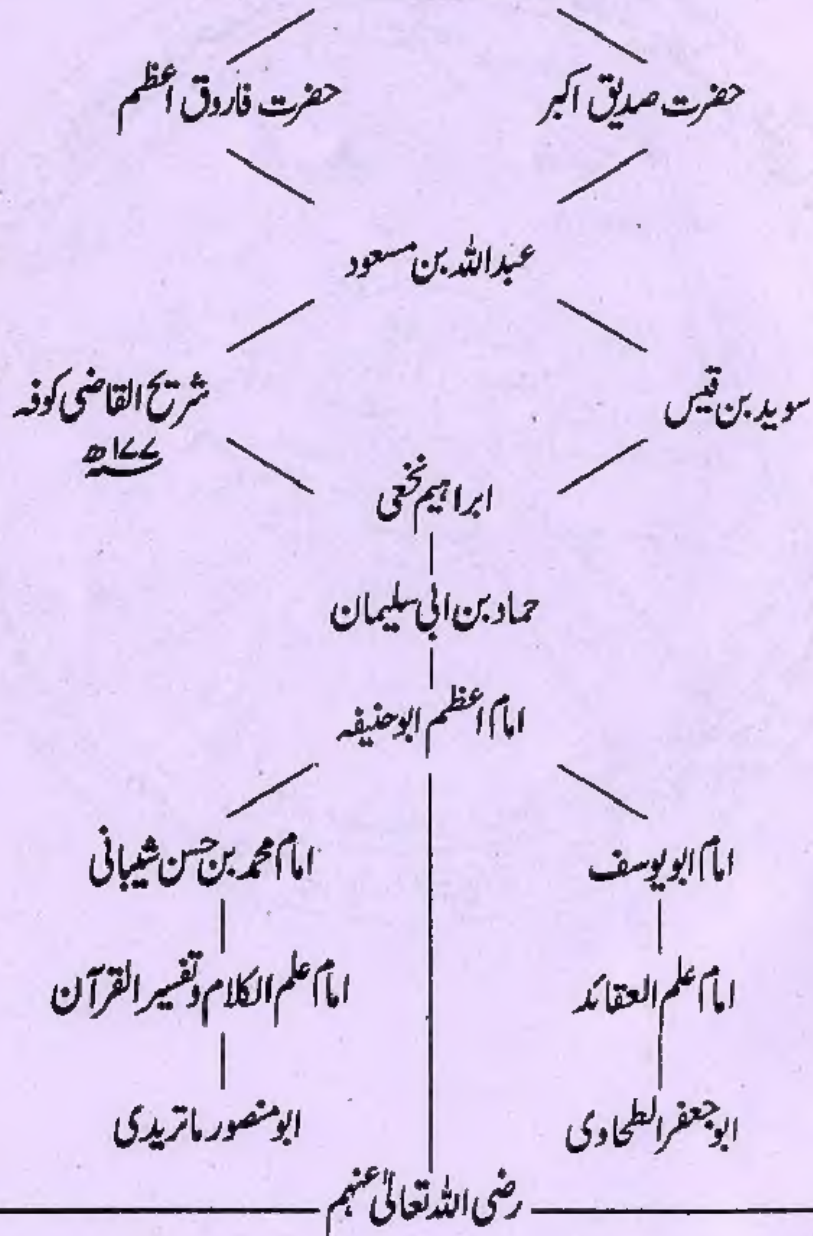 حضرت صدیق اکبر
حضرت فاروق اعظم
عبداللہ بن مسعود
سوید بن قیس
شریح القاضی کوفہ
۱۷۷ھ
ابراہیم نخعی
حماد بن ابی سلیمان
امام اعظم ابوحنیفہ
امام ابویوسف
امام محمد بن حسن شیبانی
امام علم العقائد
امام علم الکلام وتفسیر القرآن
ابوجعفر الطحاوی
ابومنصور ماتریدی
رضی اللہ تعالیٰ عنہم